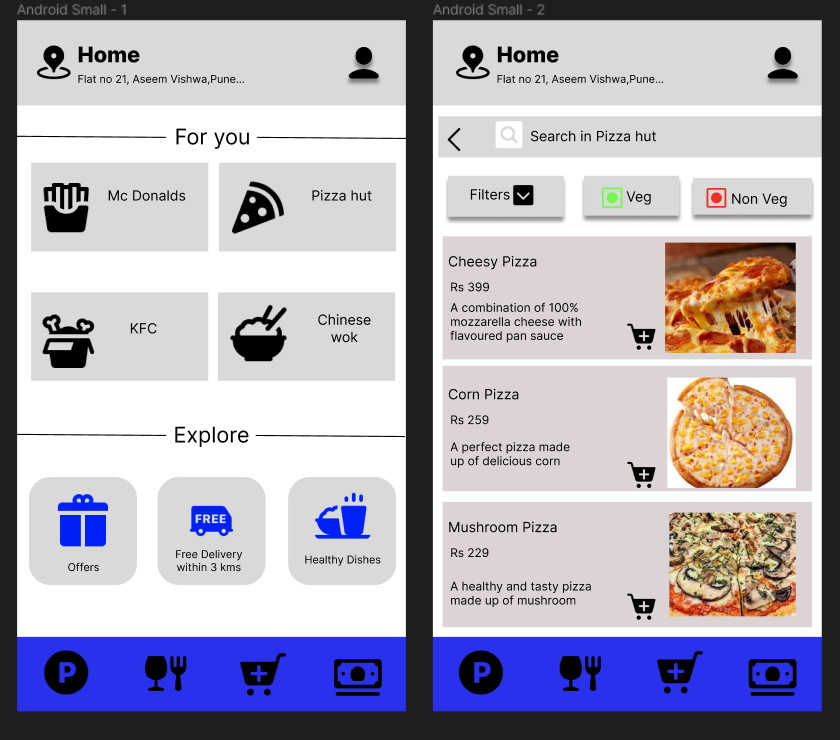 Android Small - 1
Home
Flat no 21, Aseem Vishwa,Pune...
For you
Mc Donalds
Pizza hut
KFC
Chinese
wok
Explore
Offers
FREE
Free Delivery
within 3 kms
Healthy Dishes
P
Android Small - 2
Home
Flat no 21, Aseem Vishwa,Pune...
Search in Pizza hut
Filters
Veg
Non Veg
Cheesy Pizza
Rs 399
A combination of 100%
mozzarella cheese with
flavoured pan sauce
Corn Pizza
Rs 259
A perfect pizza made
up of delicious corn
Mushroom Pizza
Rs 229
A healthy and tasty pizza
made up of mushroom
P